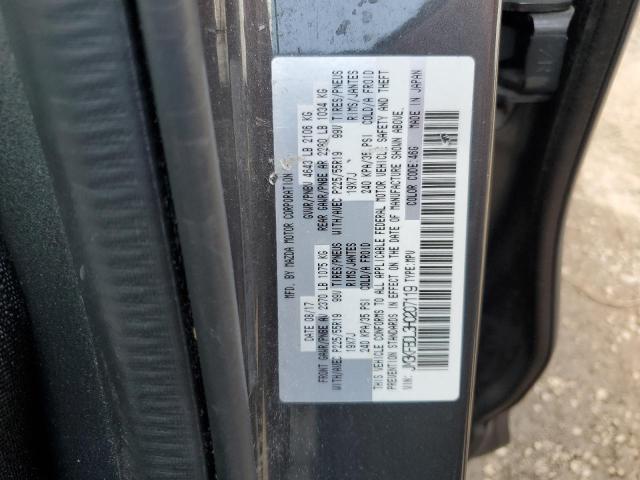 MFD. BY MAZDA MOTOR CORPORATION
DATE 08/17 GVWR/PNBV 4643 LB 2106 KG
FRONT GAWR/PNBE AV 2370 LB 1075 KG REAR GAWR/PNBE AR 2280 LB 1034 KG
WITH/AVEC P225/55R19 99V TIRES/PNEUS WITH/AVEC P225/55R19 99V TIRES/PNEUS
19X7J RIMS/JANTES 19X7J RIMS/JANTES
240 KPA/35 PSI COLD/A FROID 240 KPA/35 PSI COLD/A FROID
THIS VEHICLE CONFORMS TO ALL APPLICABLE FEDERAL MOTOR VEHICLE SAFETY AND THEFT
PREVENTION STANDARDS IN EFFECT ON THE DATE OF MANUFACTURE SHOWN ABOVE.
JM3KFBDL3H0207119 TYPE:MPV COLOR CODE:46G MADE IN JAPAN